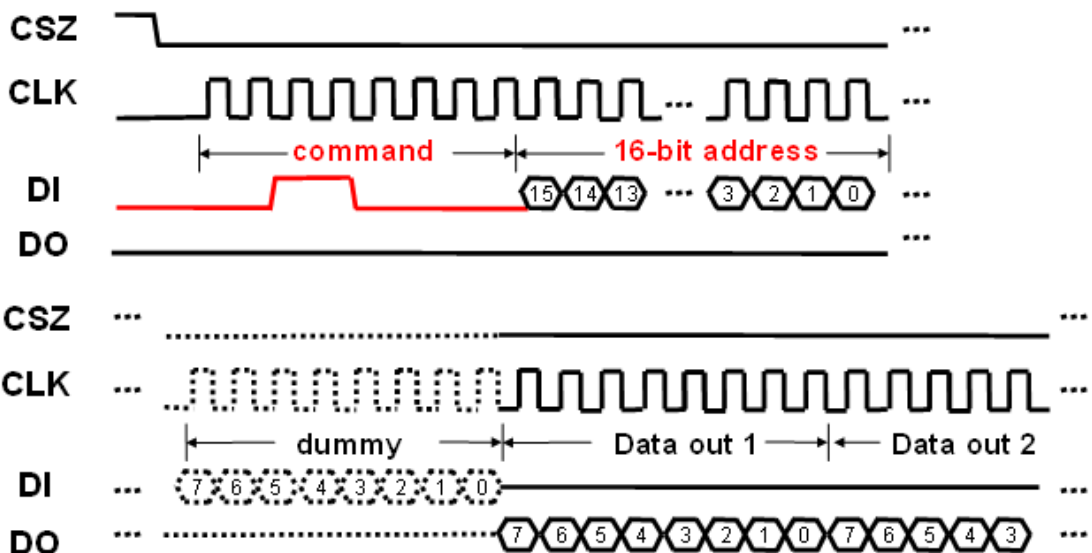 CSZ ...
CLK ... ...
command 16-bit address
DI 15 14 13 ... 3 2 1 0 ...
DO ...
CSZ ... ...
CLK ... ...
dummy Data out 1 Data out 2
DI ... 7 6 5 4 3 2 1 0 ...
DO ... 7 6 5 4 3 2 1 0 7 6 5 4 3 ...